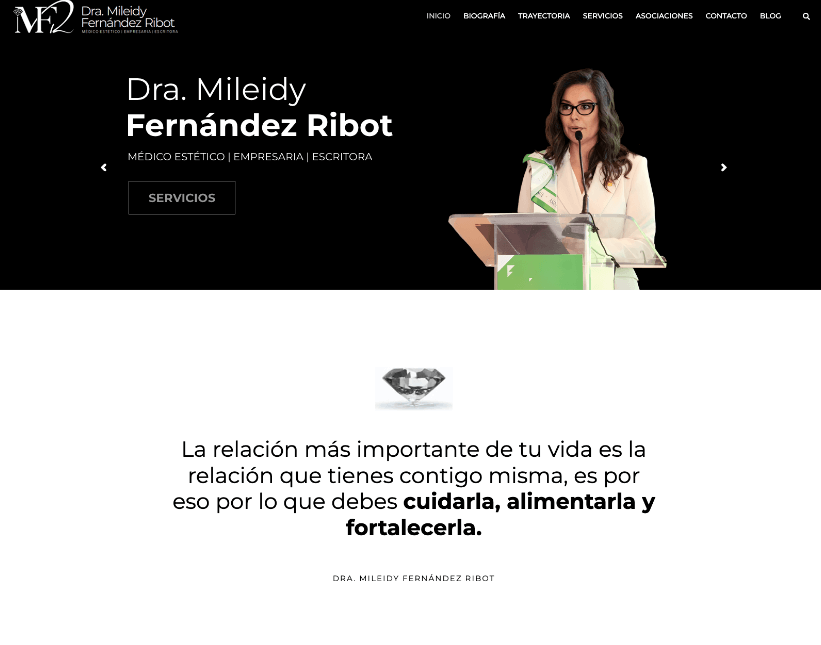 Dra. Mileidy
Fernández Ribot
MÉDICO ESTÉTICO | EMPRESARIA | ESCRITORA
INICIO BIOGRAFÍA TRAYECTORIA SERVICIOS ASOCIACIONES CONTACTO BLOG
Dra. Mileidy
Fernández Ribot
MÉDICO ESTÉTICO | EMPRESARIA | ESCRITORA
SERVICIOS
La relación más importante de tu vida es la
relación que tienes contigo misma, es por
eso por lo que debes cuidarla, alimentarla y
fortalecerla.
DRA. MILEIDY FERNÁNDEZ RIBOT